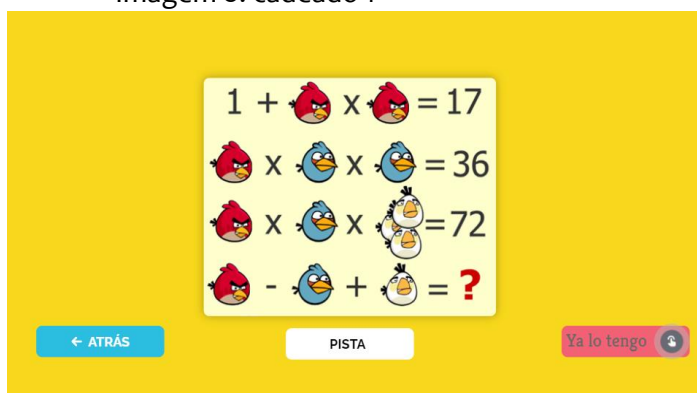 1 + x = 17
x x = 36
x x = 72
- + = ?
← ATRÁS
PISTA
Ya lo tengo